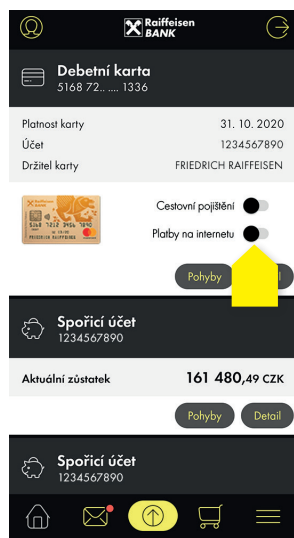 Raiffeisen
BANK
Debetní karta
5168 72.. .... 1336
Platnost karty 31. 10. 2020
Účet 1234567890
Držitel karty FRIEDRICH RAIFFEISEN
Cestovní pojištění
Platby na internetu
Pohyby
Spořicí účet
1234567890
Aktuální zůstatek 161 480,49 CZK
Pohyby Detail
Spořicí účet
1234567890